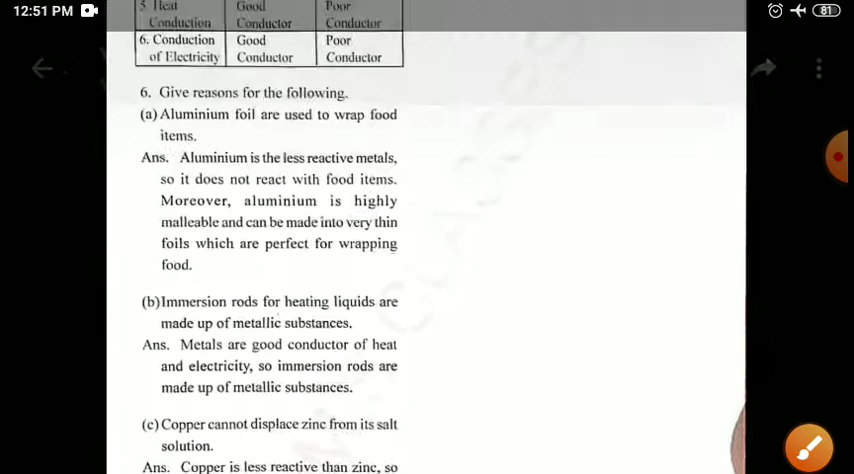 12:51 PM 81
5. Heat Good Poor
Conduction Conductor Conductor
6. Conduction Good Poor
of Electricity Conductor Conductor
6. Give reasons for the following.
(a) Aluminium foil are used to wrap food
items.
Ans. Aluminium is the less reactive metals,
so it does not react with food items.
Moreover, aluminium is highly
malleable and can be made into very thin
foils which are perfect for wrapping
food.
(b)Immersion rods for heating liquids are
made up of metallic substances.
Ans. Metals are good conductor of heat
and electricity, so immersion rods are
made up of metallic substances.
(c) Copper cannot displace zinc from its salt
solution.
Ans. Copper is less reactive than zinc, so